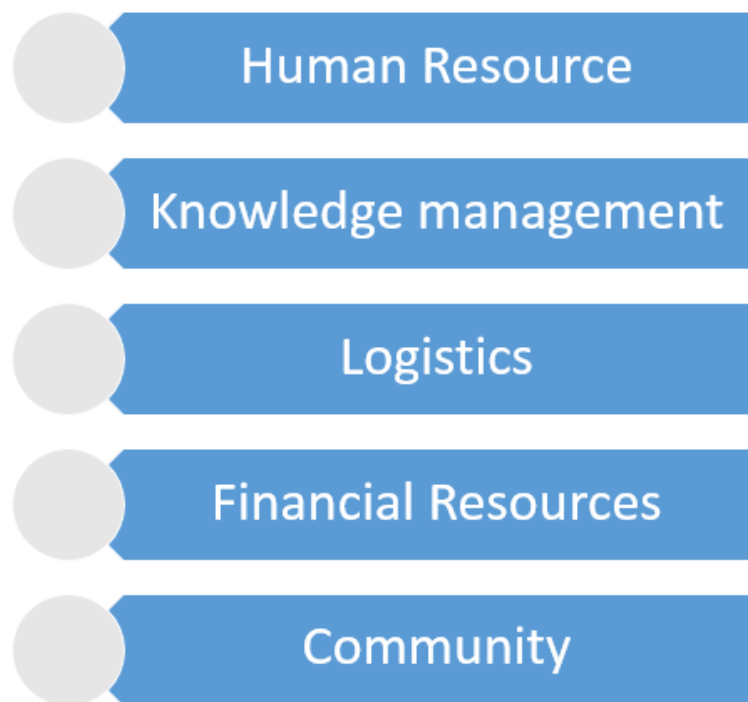 Human Resource
Knowledge management
Logistics
Financial Resources
Community